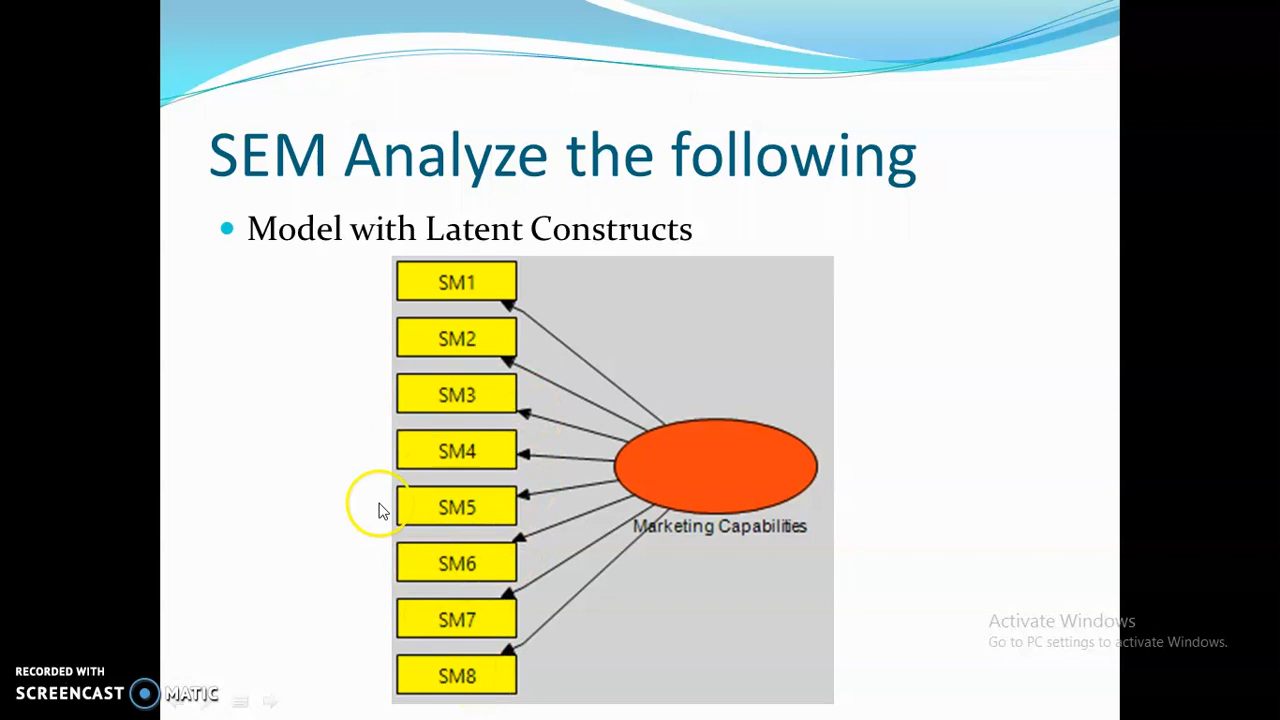 SEM Analyze the following
Model with Latent Constructs
SM1
SM2
SM3
SM4
SM5
SM6
SM7
SM8
Marketing Capabilities
Activate Windows
Go to PC settings to activate Windows.
RECORDED WITH
SCREENCAST MATIC